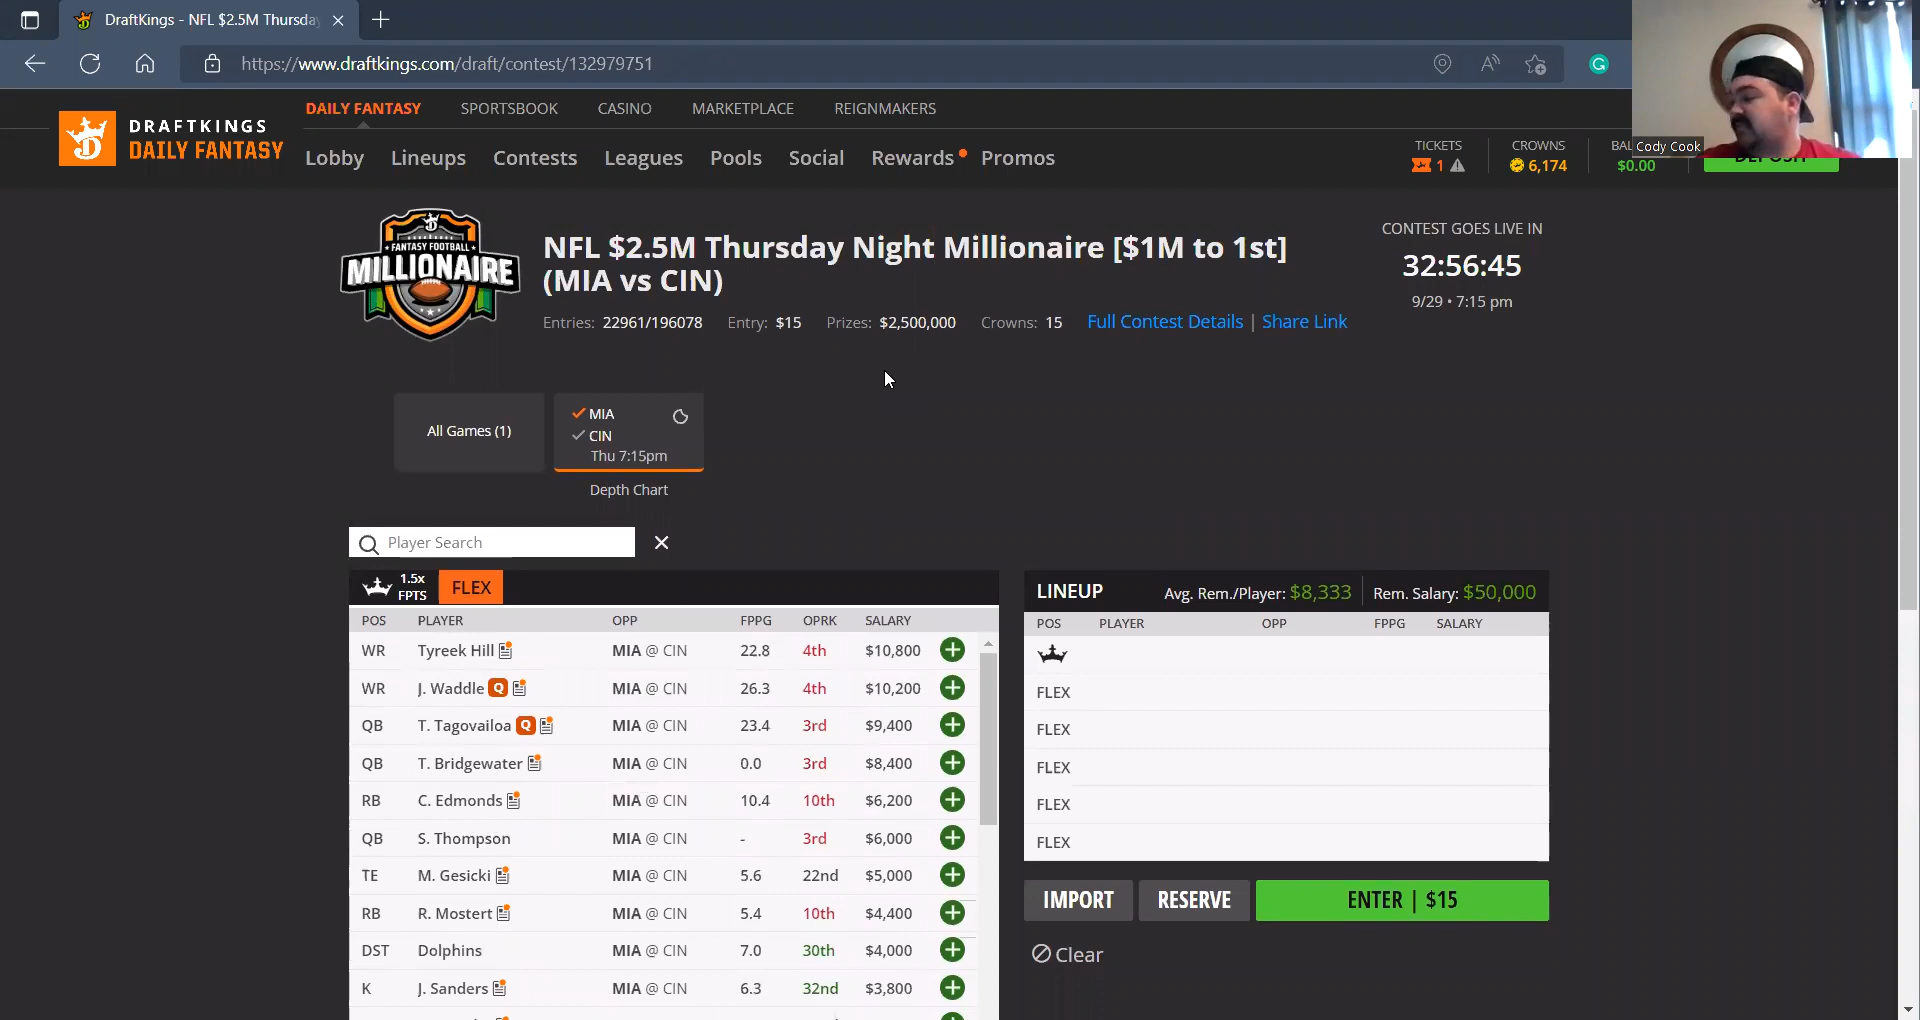 DraftKings - NFL $2.5M Thursda
https://www.draftkings.com/draft/contest/132979751
G
DAILY FANTASY SPORTSBOOK CASINO MARKETPLACE REIGNMAKERS
DRAFTKINGS
DAILY FANTASY
Lobby Lineups Contests Leagues Pools Social Rewards Promos
TICKETS CROWNS
1 6,174 $0.00
Cody Cook
FANTASY FOOTBALL
MILLIONAIRE
NFL $2.5M Thursday Night Millionaire [$1M to 1st]
(MIA vs CIN)
Entries: 22961/196078 Entry: $15 Prizes: $2,500,000 Crowns: 15 Full Contest Details | Share Link
CONTEST GOES LIVE IN
32:56:45
9/29 • 7:15 pm
All Games (1)
MIA
CIN
Thu 7:15pm
Depth Chart
Player Search
1.5x
FPTS
FLEX
POS PLAYER OPP FPPG OPRK SALARY
WR Tyreek Hill MIA @ CIN 22.8 4th $10,800
WR J. Waddle Q MIA @ CIN 26.3 4th $10,200
QB T. Tagovailoa Q MIA @ CIN 23.4 3rd $9,400
QB T. Bridgewater MIA @ CIN 0.0 3rd $8,400
RB C. Edmonds MIA @ CIN 10.4 10th $6,200
QB S. Thompson MIA @ CIN - 3rd $6,000
TE M. Gesicki MIA @ CIN 5.6 22nd $5,000
RB R. Mostert MIA @ CIN 5.4 10th $4,400
DST Dolphins MIA @ CIN 7.0 30th $4,000
K J. Sanders MIA @ CIN 6.3 32nd $3,800
LINEUP Avg. Rem./Player: $8,333 Rem. Salary: $50,000
POS PLAYER OPP FPPG SALARY
FLEX
FLEX
FLEX
FLEX
FLEX
IMPORT RESERVE ENTER | $15
Clear